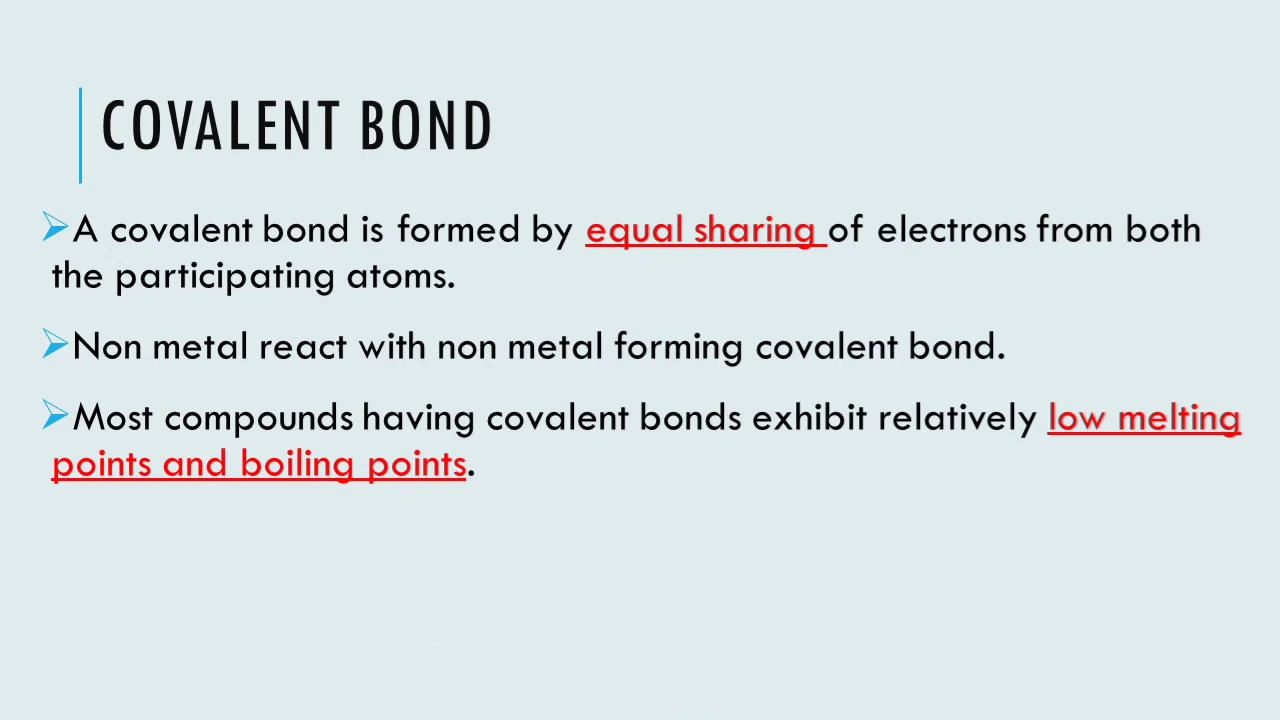 COVALENT BOND
➢A covalent bond is formed by equal sharing of electrons from both
the participating atoms.
➢Non metal react with non metal forming covalent bond.
➢Most compounds having covalent bonds exhibit relatively low melting
points and boiling points.